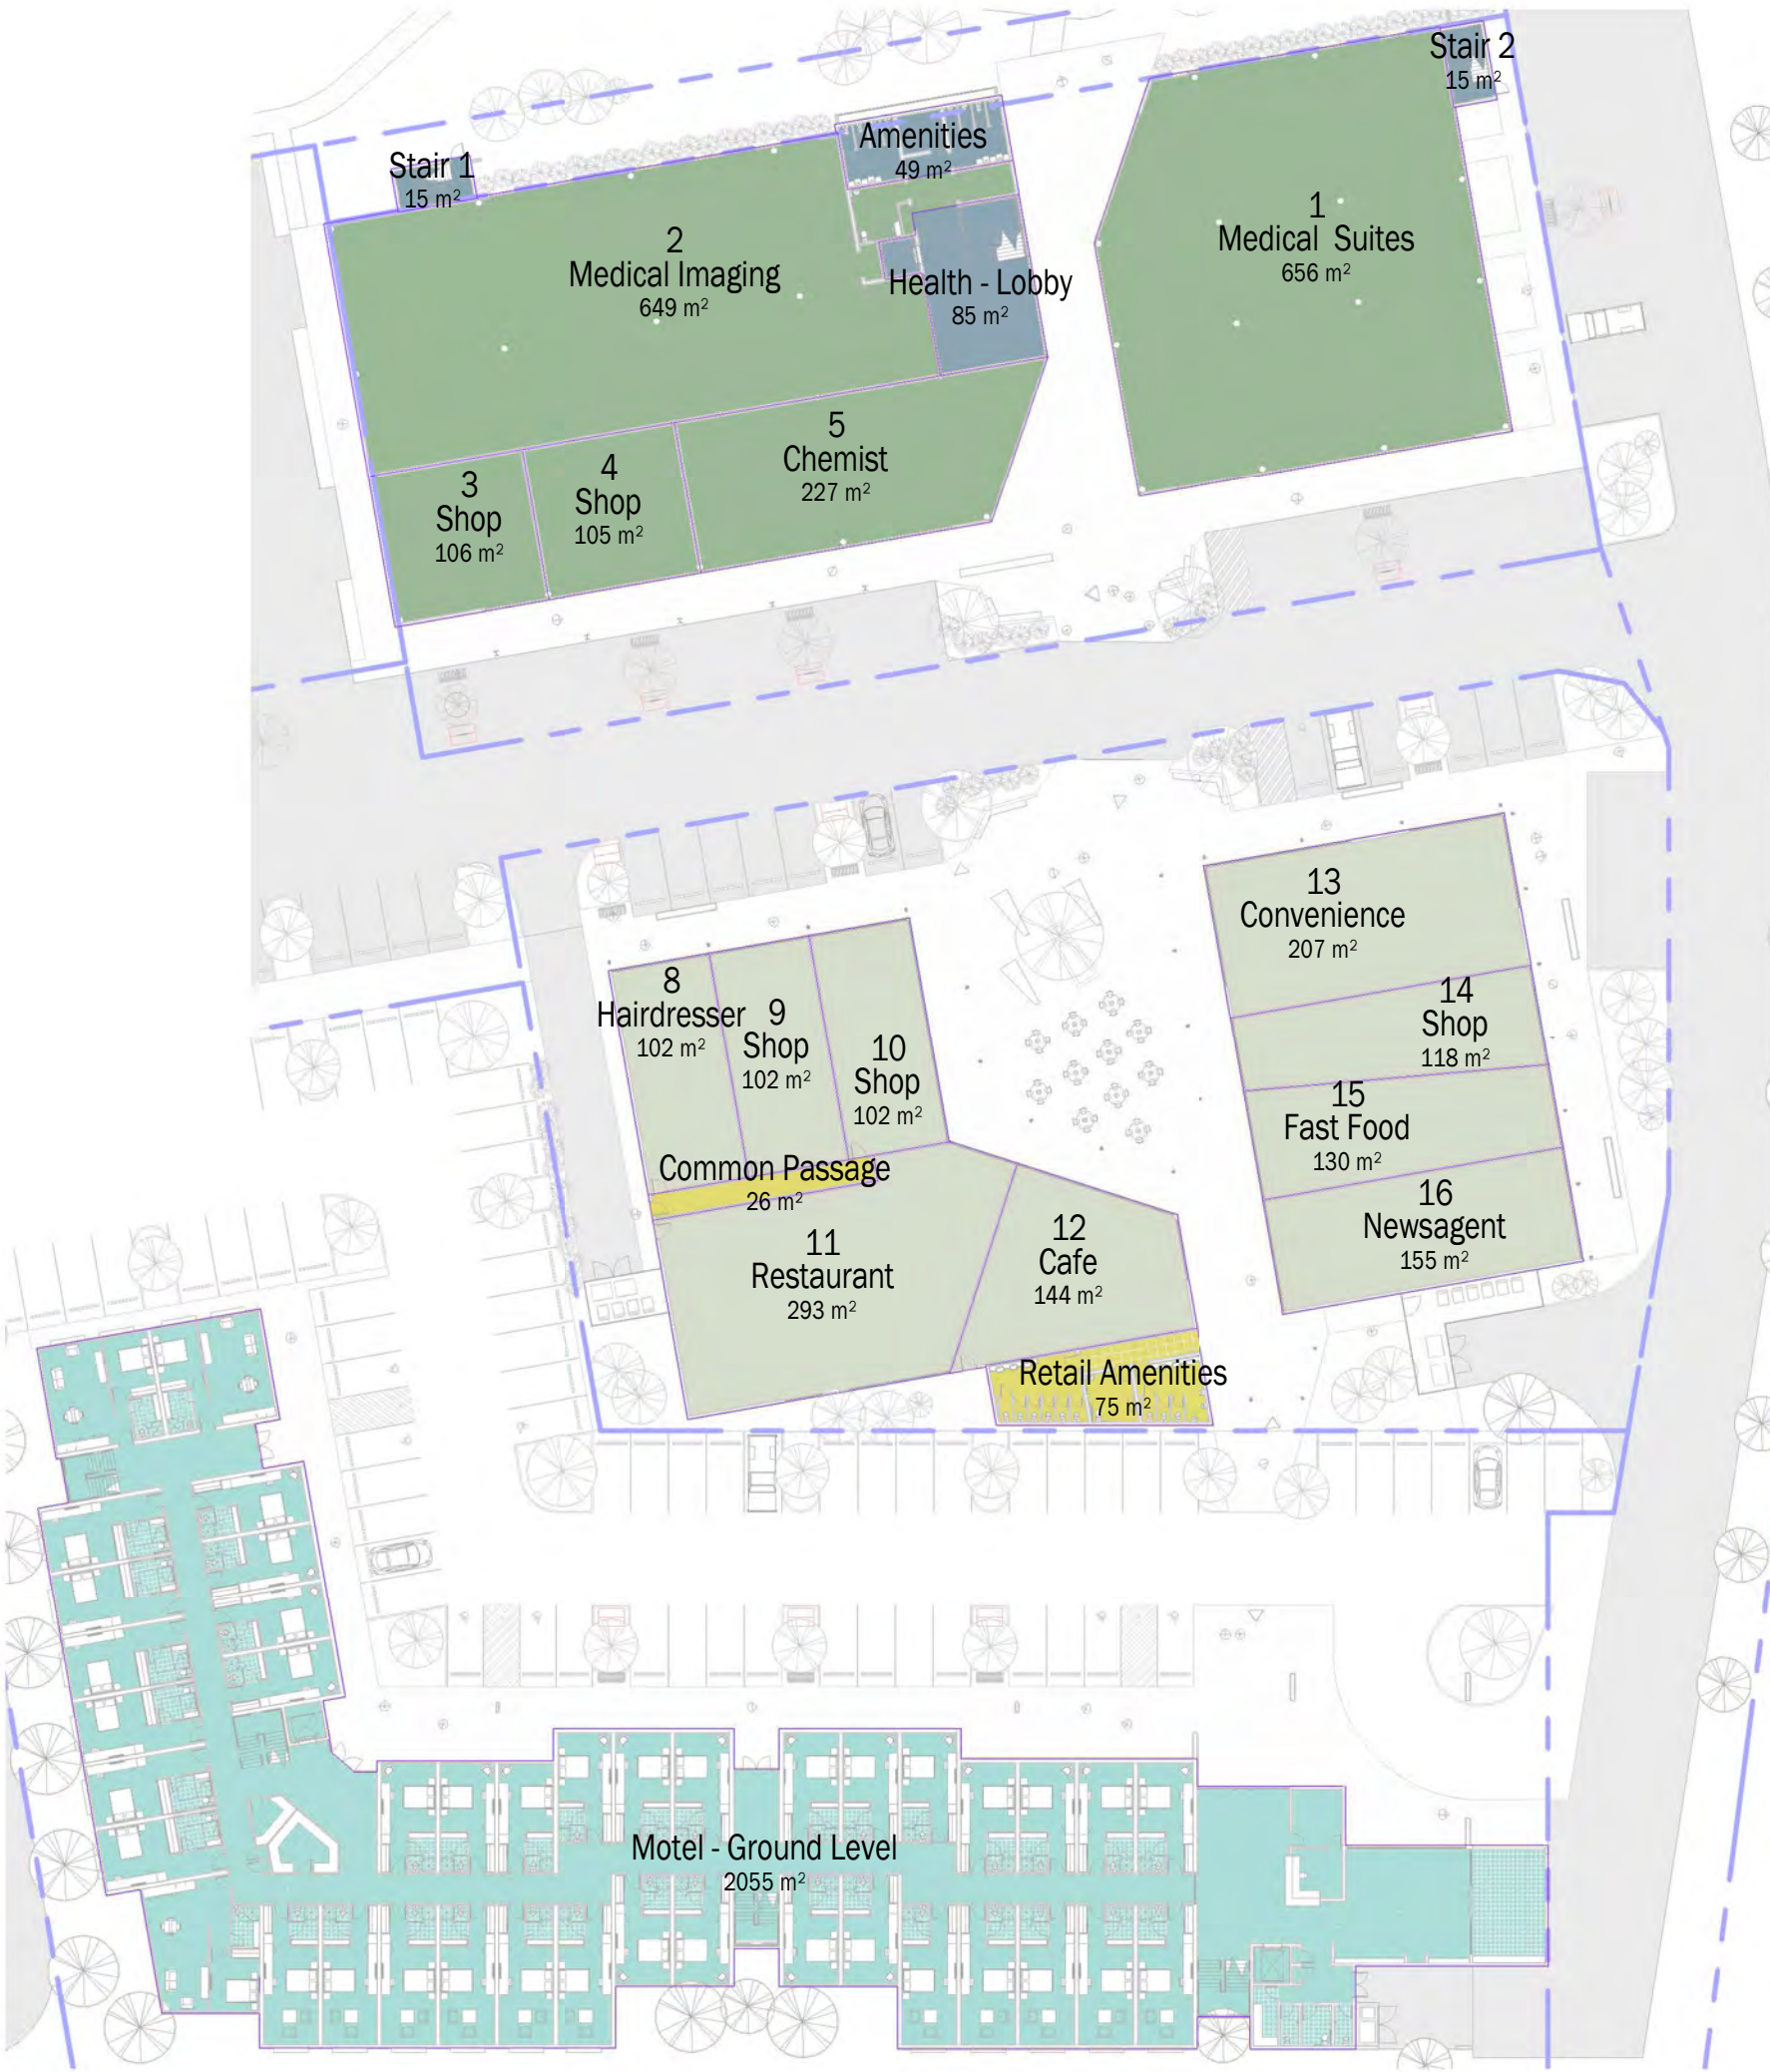 Stair 2
15 m²
Amenities
49 m²
Stair 1
15 m²
1
Medical Suites
656 m²
2
Medical Imaging
649 m²
Health - Lobby
85 m²
5
Chemist
227 m²
4
Shop
105 m²
3
Shop
106 m²
13
Convenience
207 m²
8
Hairdresser
102 m²
9
Shop
102 m²
10
Shop
102 m²
14
Shop
118 m²
15
Fast Food
130 m²
Common Passage
26 m²
16
Newsagent
155 m²
11
Restaurant
293 m²
12
Cafe
144 m²
Retail Amenities
75 m²
Motel - Ground Level
2055 m²